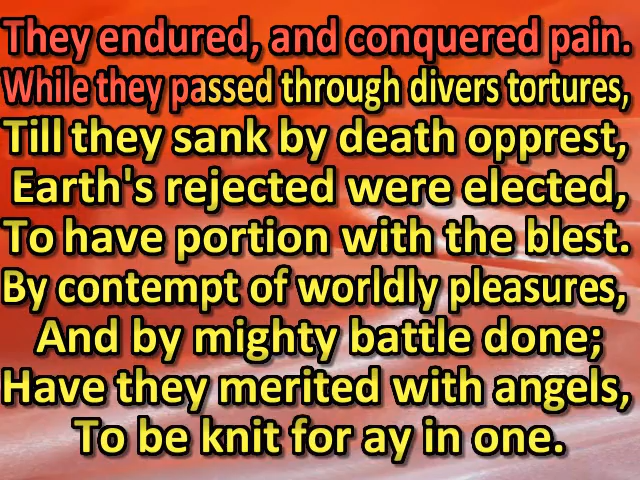 They endured, and conquered pain.
While they passed through divers tortures,
Till they sank by death opprest,
Earth's rejected were elected,
To have portion with the blest.
By contempt of worldly pleasures,
And by mighty battle done;
Have they merited with angels,
To be knit for ay in one.